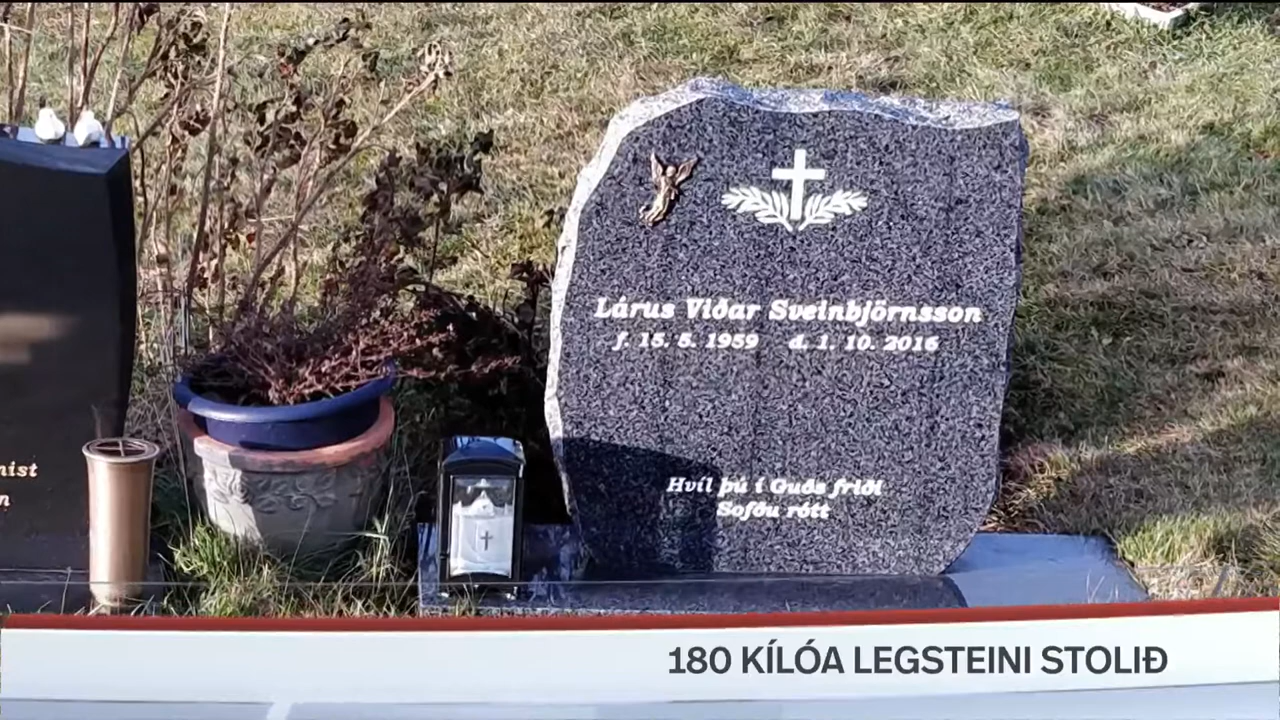 Lárus Viðar Sveinbjörnsson
f. 15. 5. 1959 d. 1. 10. 2016
Hvíl þú í Guðs friði
Sofðu rótt
180 KÍLÓA LEGSTEINI STOLIÐ